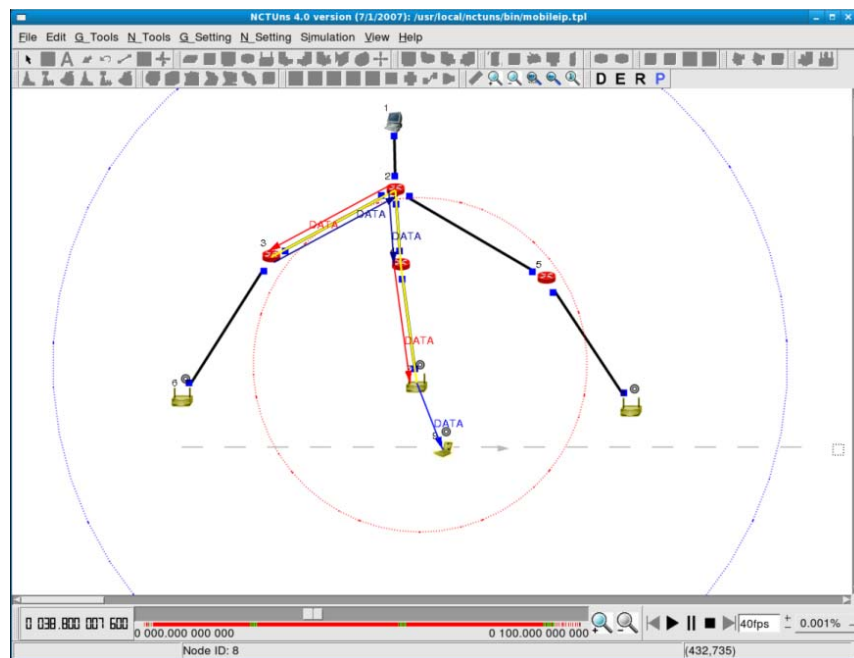 NCTUns 4.0 version (7/1/2007): /usr/local/nctuns/bin/mobileip.tpl
File Edit G_Tools N_Tools G_Setting N_Setting Simulation View Help
A
D E R P
1
2
DATA
DATA
3
DATA
5
DATA
6
DATA
0 038.800 007 600
0 000.000 000 000
0 100.000 000 000
40fps
0.001%
Node ID: 8
(432,735)